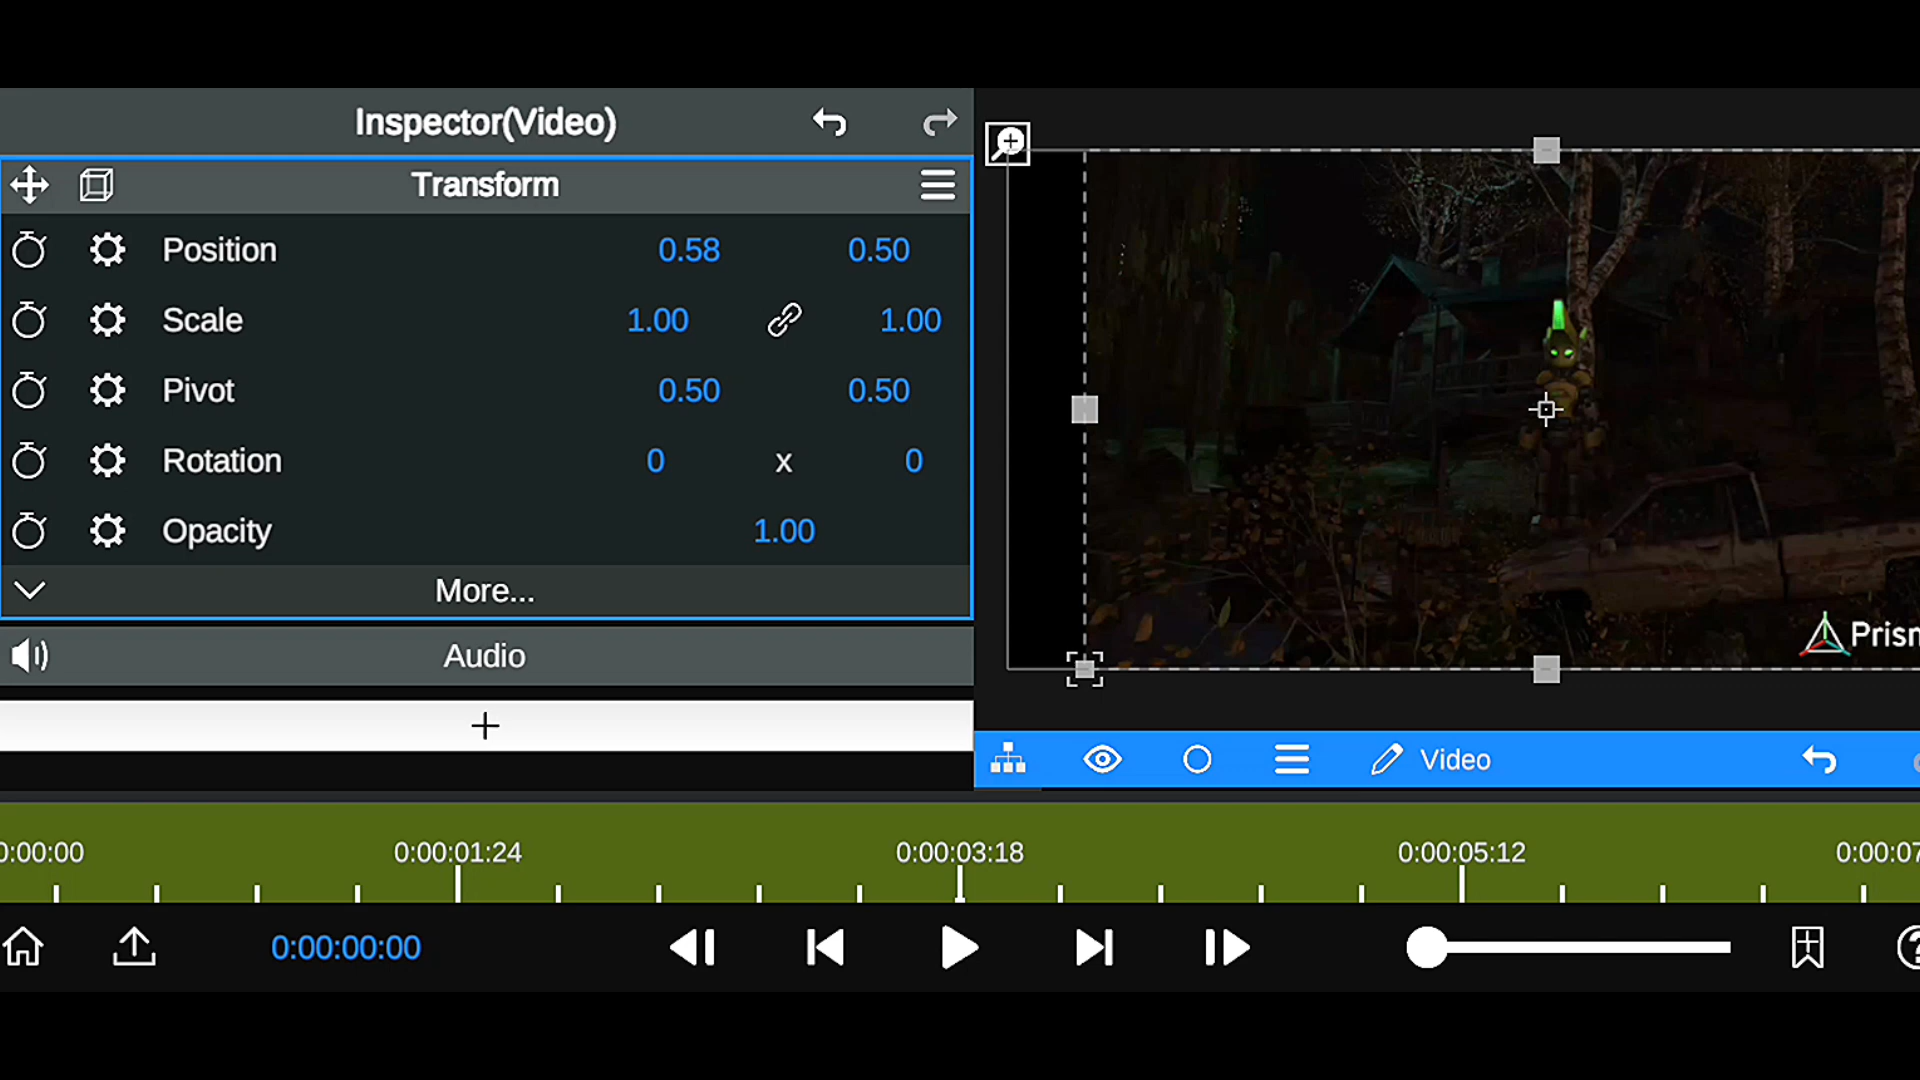 Inspector(Video)
Transform
Position 0.58 0.50
Scale 1.00 1.00
Pivot 0.50 0.50
Rotation 0 x 0
Opacity 1.00
More...
Audio
+
Prism
Video
0:00:00 0:00:01:24 0:00:03:18 0:00:05:12 0:00:07
0:00:00:00